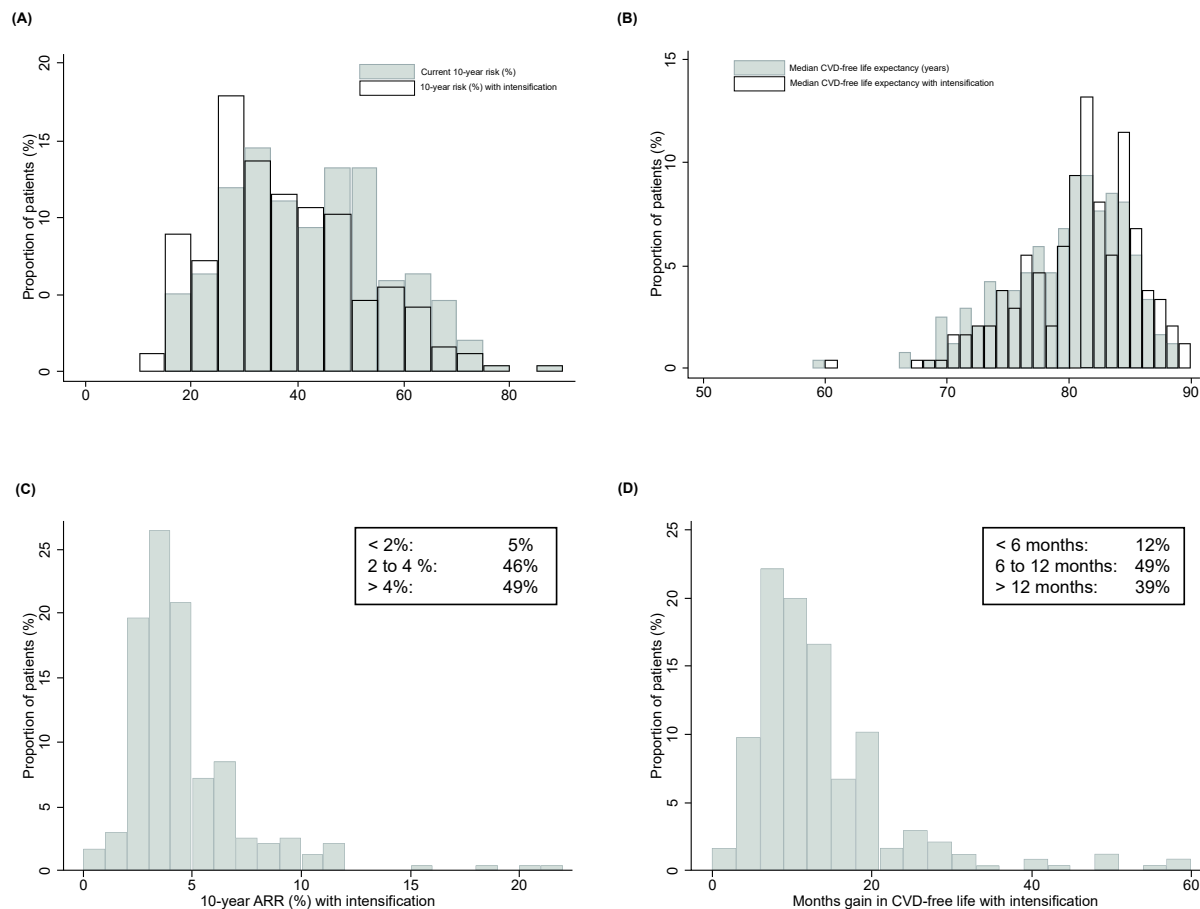 (A)
Proportion of patients (%)
20
15
10
0
0
Current 10-year risk (%)
10-year risk (%) with intensification
0 20 40 60 80
(B)
Proportion of patients (%)
15
10
5
0
Median CVD-free life expectancy (years)
Median CVD-free life expectancy with intensification
50 60 70 80 90
(C)
Proportion of patients (%)
25
20
15
10
5
0
< 2%: 5%
2 to 4 %: 46%
> 4%: 49%
0 5 10 15 20
10-year ARR (%) with intensification
(D)
Proportion of patients (%)
25
20
15
10
5
0
< 6 months: 12%
6 to 12 months: 49%
> 12 months: 39%
0 20 40 60
Months gain in CVD-free life with intensification